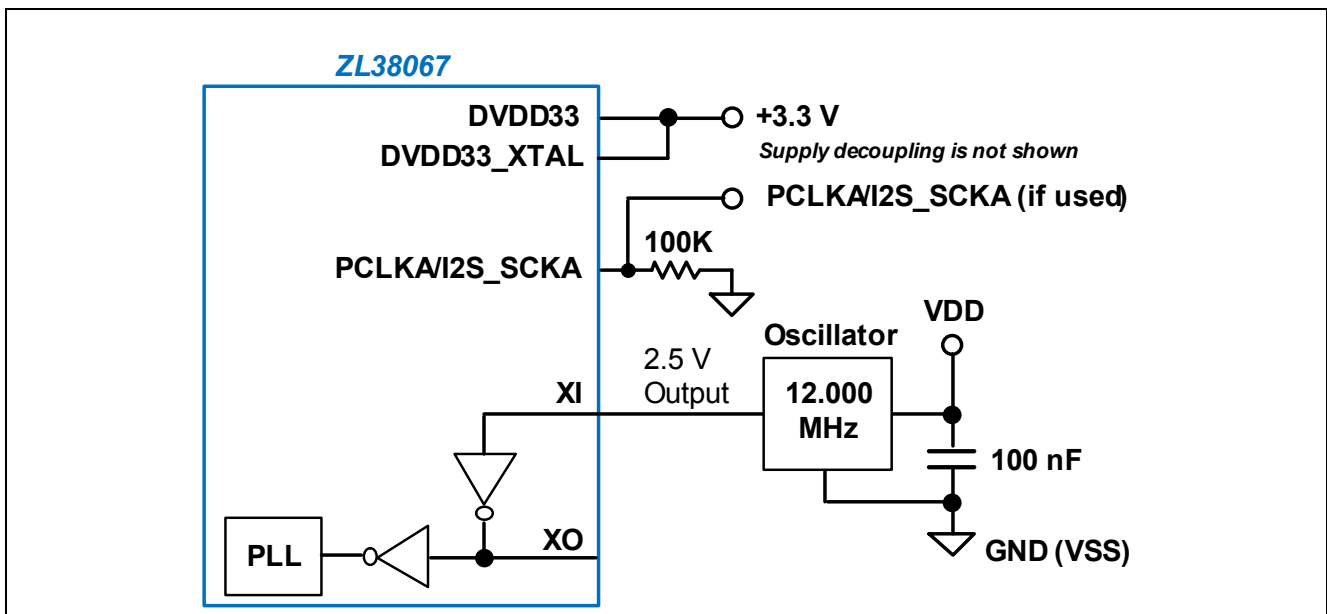 ZL38067
DVDD33
+3.3 V
DVDD33_XTAL
Supply decoupling is not shown
PCLKA/I2S_SCKA (if used)
100K
PCLKA/I2S_SCKA
VDD
Oscillator
2.5 V
Output
12.000
MHz
XI
100 nF
XO
PLL
GND (VSS)